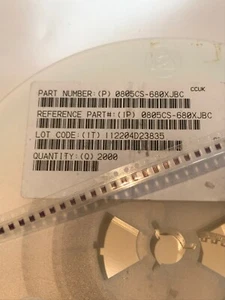 CCUK
PART NUMBER:(P) 0805CS-680XJBC
REFERENCE PART#:(1P) 0805CS-680XJBC
LOT CODE:(1T) 112204D23835
QUANTITY:(Q) 2000